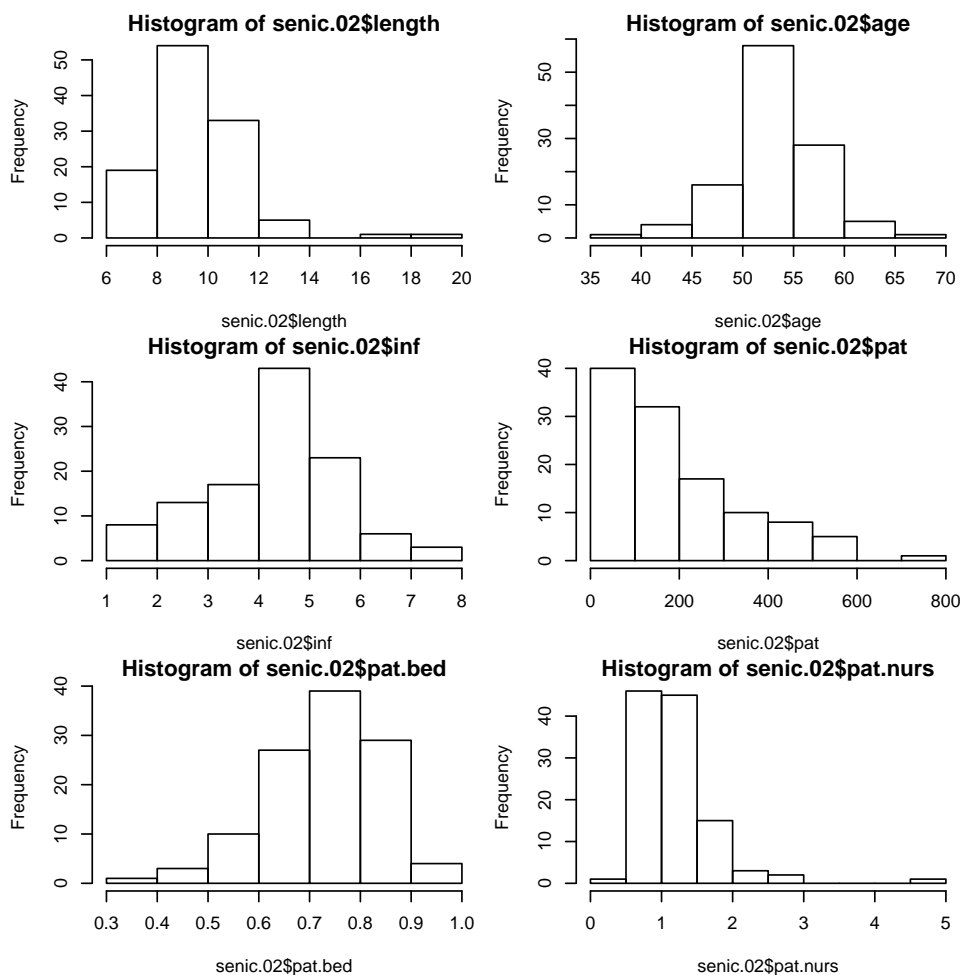 Histogram of senic.02$length
Frequency
0 10 20 30 40 50
6 8 10 12 14 16 18 20
senic.02$length
Histogram of senic.02$age
Frequency
0 10 30 50
35 40 45 50 55 60 65 70
senic.02$age
Histogram of senic.02$inf
Frequency
0 10 20 30 40
1 2 3 4 5 6 7 8
senic.02$inf
Histogram of senic.02$pat
Frequency
0 10 20 30 40
0 200 400 600 800
senic.02$pat
Histogram of senic.02$pat.bed
Frequency
0 10 20 30 40
0.3 0.4 0.5 0.6 0.7 0.8 0.9 1.0
senic.02$pat.bed
Histogram of senic.02$pat.nurs
Frequency
0 10 20 30 40
0 1 2 3 4 5
senic.02$pat.nurs